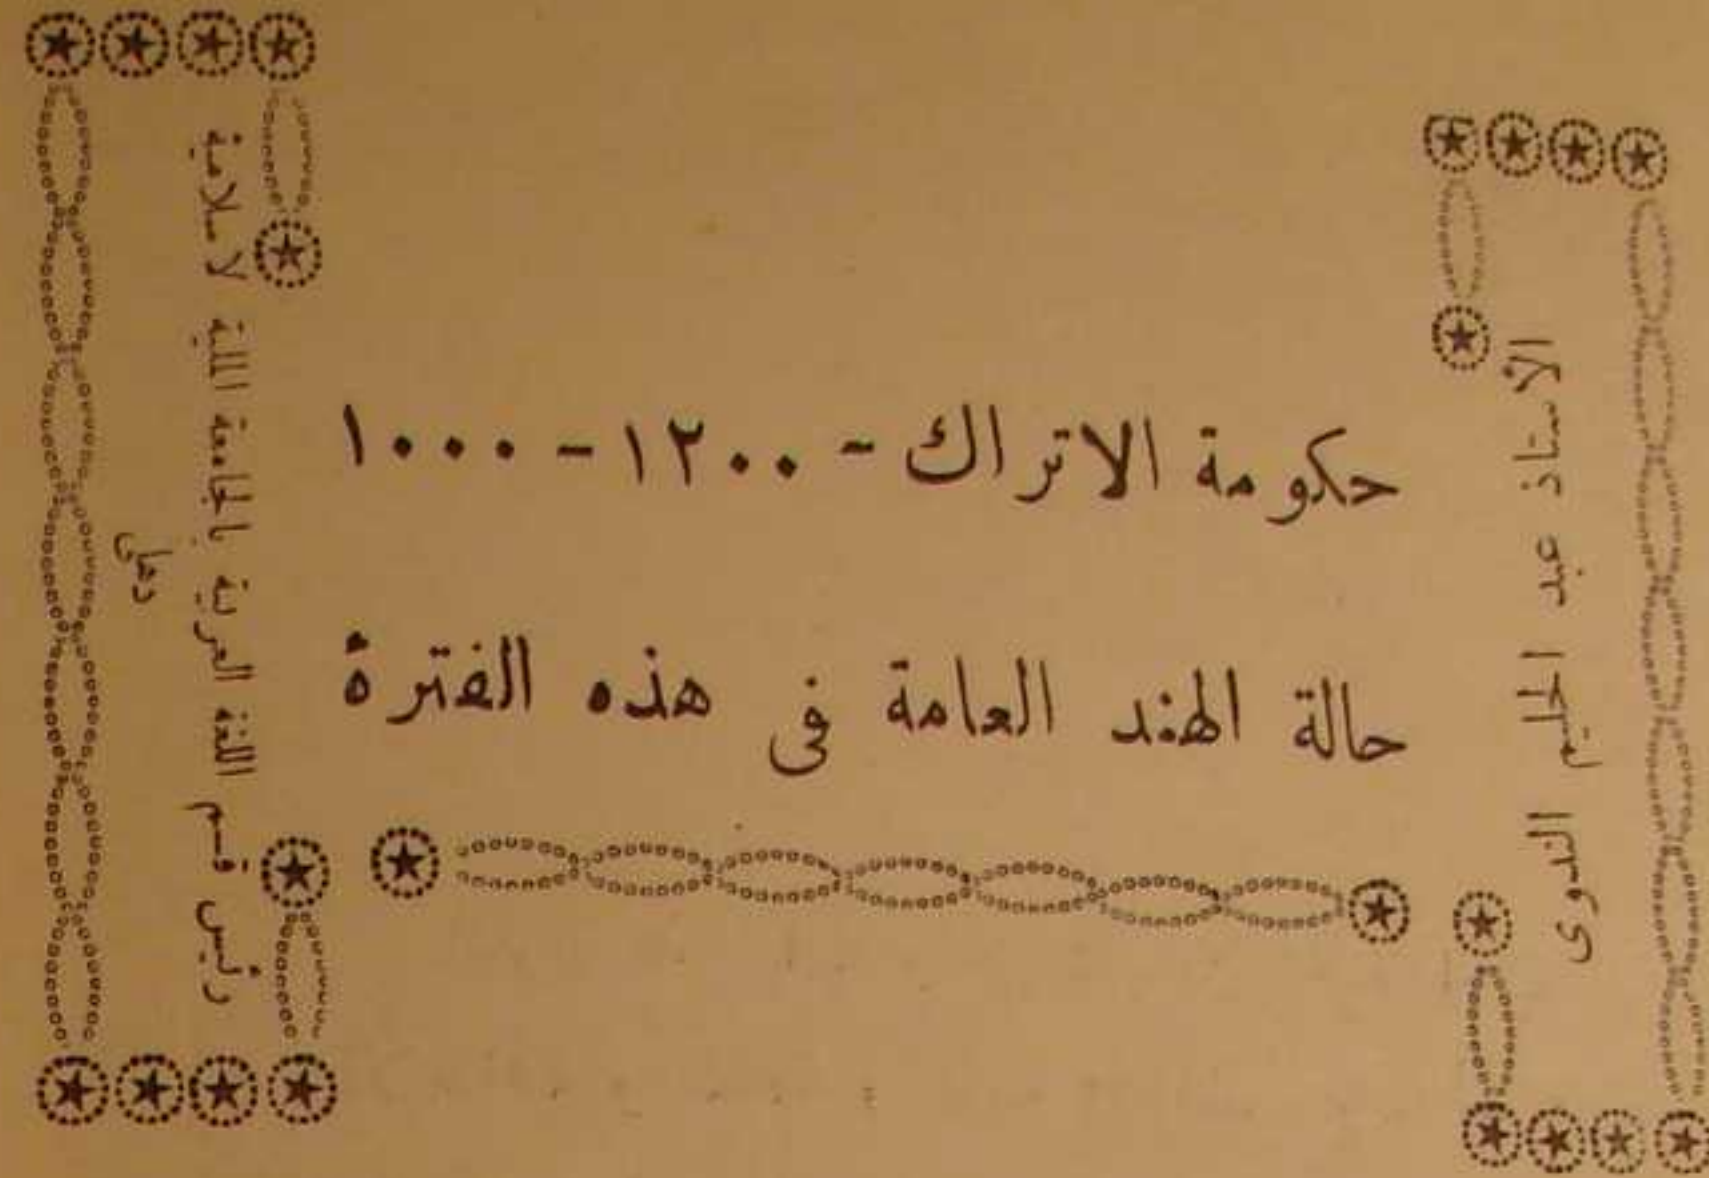 الأستاذ عبد الحليم الندوى
حكومة الاتراك - ١٢٠٠ - ١٠٠٠
حالة الهند العامة فى هذه الفترة
رئيس قسم اللغة العربية بالجامعة الملية لاسلامية
دهلى